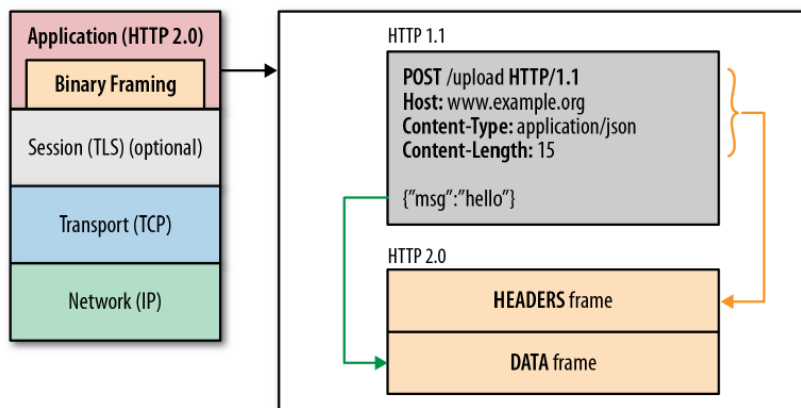 Application (HTTP 2.0)
Binary Framing
Session (TLS) (optional)
Transport (TCP)
Network (IP)
HTTP 1.1
POST /upload HTTP/1.1
Host: www.example.org
Content-Type: application/json
Content-Length: 15
{”msg”:”hello”}
HTTP 2.0
HEADERS frame
DATA frame